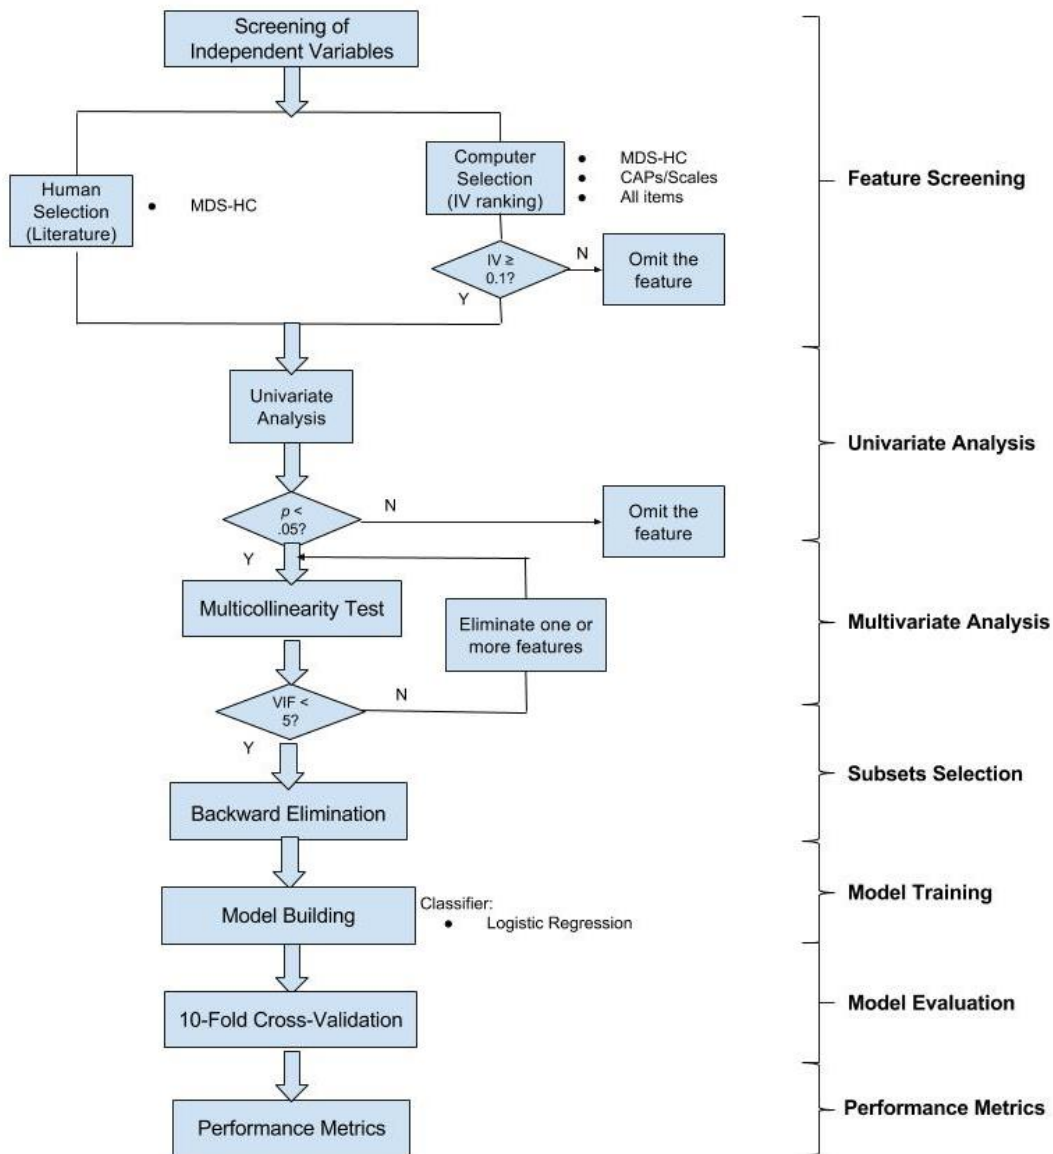 Screening of
Independent Variables
Human
Selection
(Literature)
● MDS-HC
Computer
Selection
(IV ranking)
● MDS-HC
● CAPs/Scales
● All items
Feature Screening
IV ≥
0.1?
N
Y
Omit the
feature
Univariate
Analysis
Univariate Analysis
p <
.05?
N
Y
Omit the
feature
Multicollinearity Test
Eliminate one or
more features
Multivariate Analysis
VIF <
5?
N
Y
Subsets Selection
Backward Elimination
Model Building
Classifier:
● Logistic Regression
Model Training
10-Fold Cross-Validation
Model Evaluation
Performance Metrics
Performance Metrics